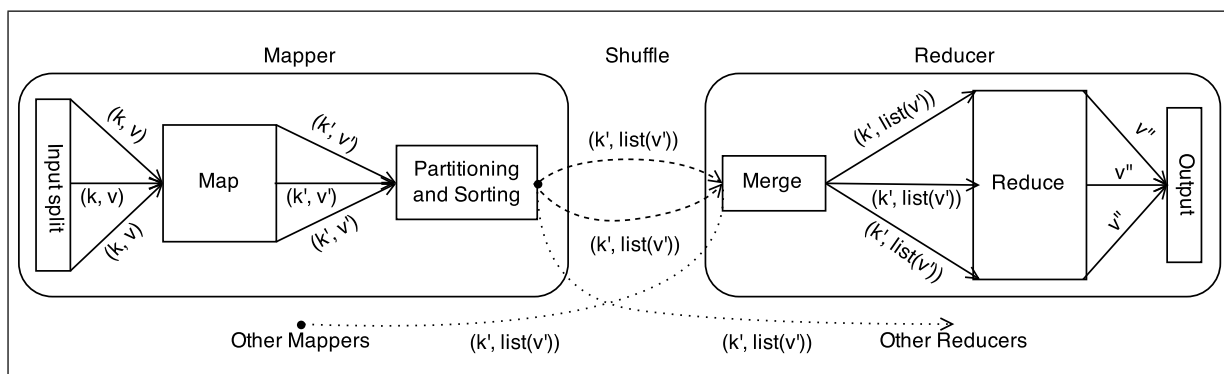 Mapper
Shuffle
Reducer
Input split
(k, v)
(k, v)
(k, v)
Map
(k', v')
(k', v')
(k', v')
Partitioning
and Sorting
(k', list(v'))
(k', list(v'))
Merge
(k', list(v'))
(k', list(v'))
(k', list(v'))
Reduce
v"
v"
v"
Output
Other Mappers
(k', list(v'))
(k', list(v'))
Other Reducers